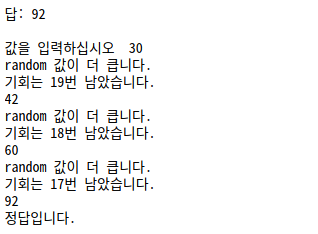 답: 92
값을 입력하십시오  30
random 값이 더 큽니다.
기회는 19번 남았습니다.
42
random 값이 더 큽니다.
기회는 18번 남았습니다.
60
random 값이 더 큽니다.
기회는 17번 남았습니다.
92
정답입니다.